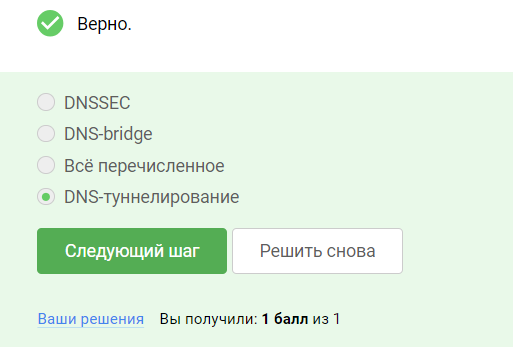 Верно.
DNSSEC
DNS-bridge
Всё перечисленное
DNS-туннелирование
Следующий шаг Решить снова
Ваши решения Вы получили: 1 балл из 1